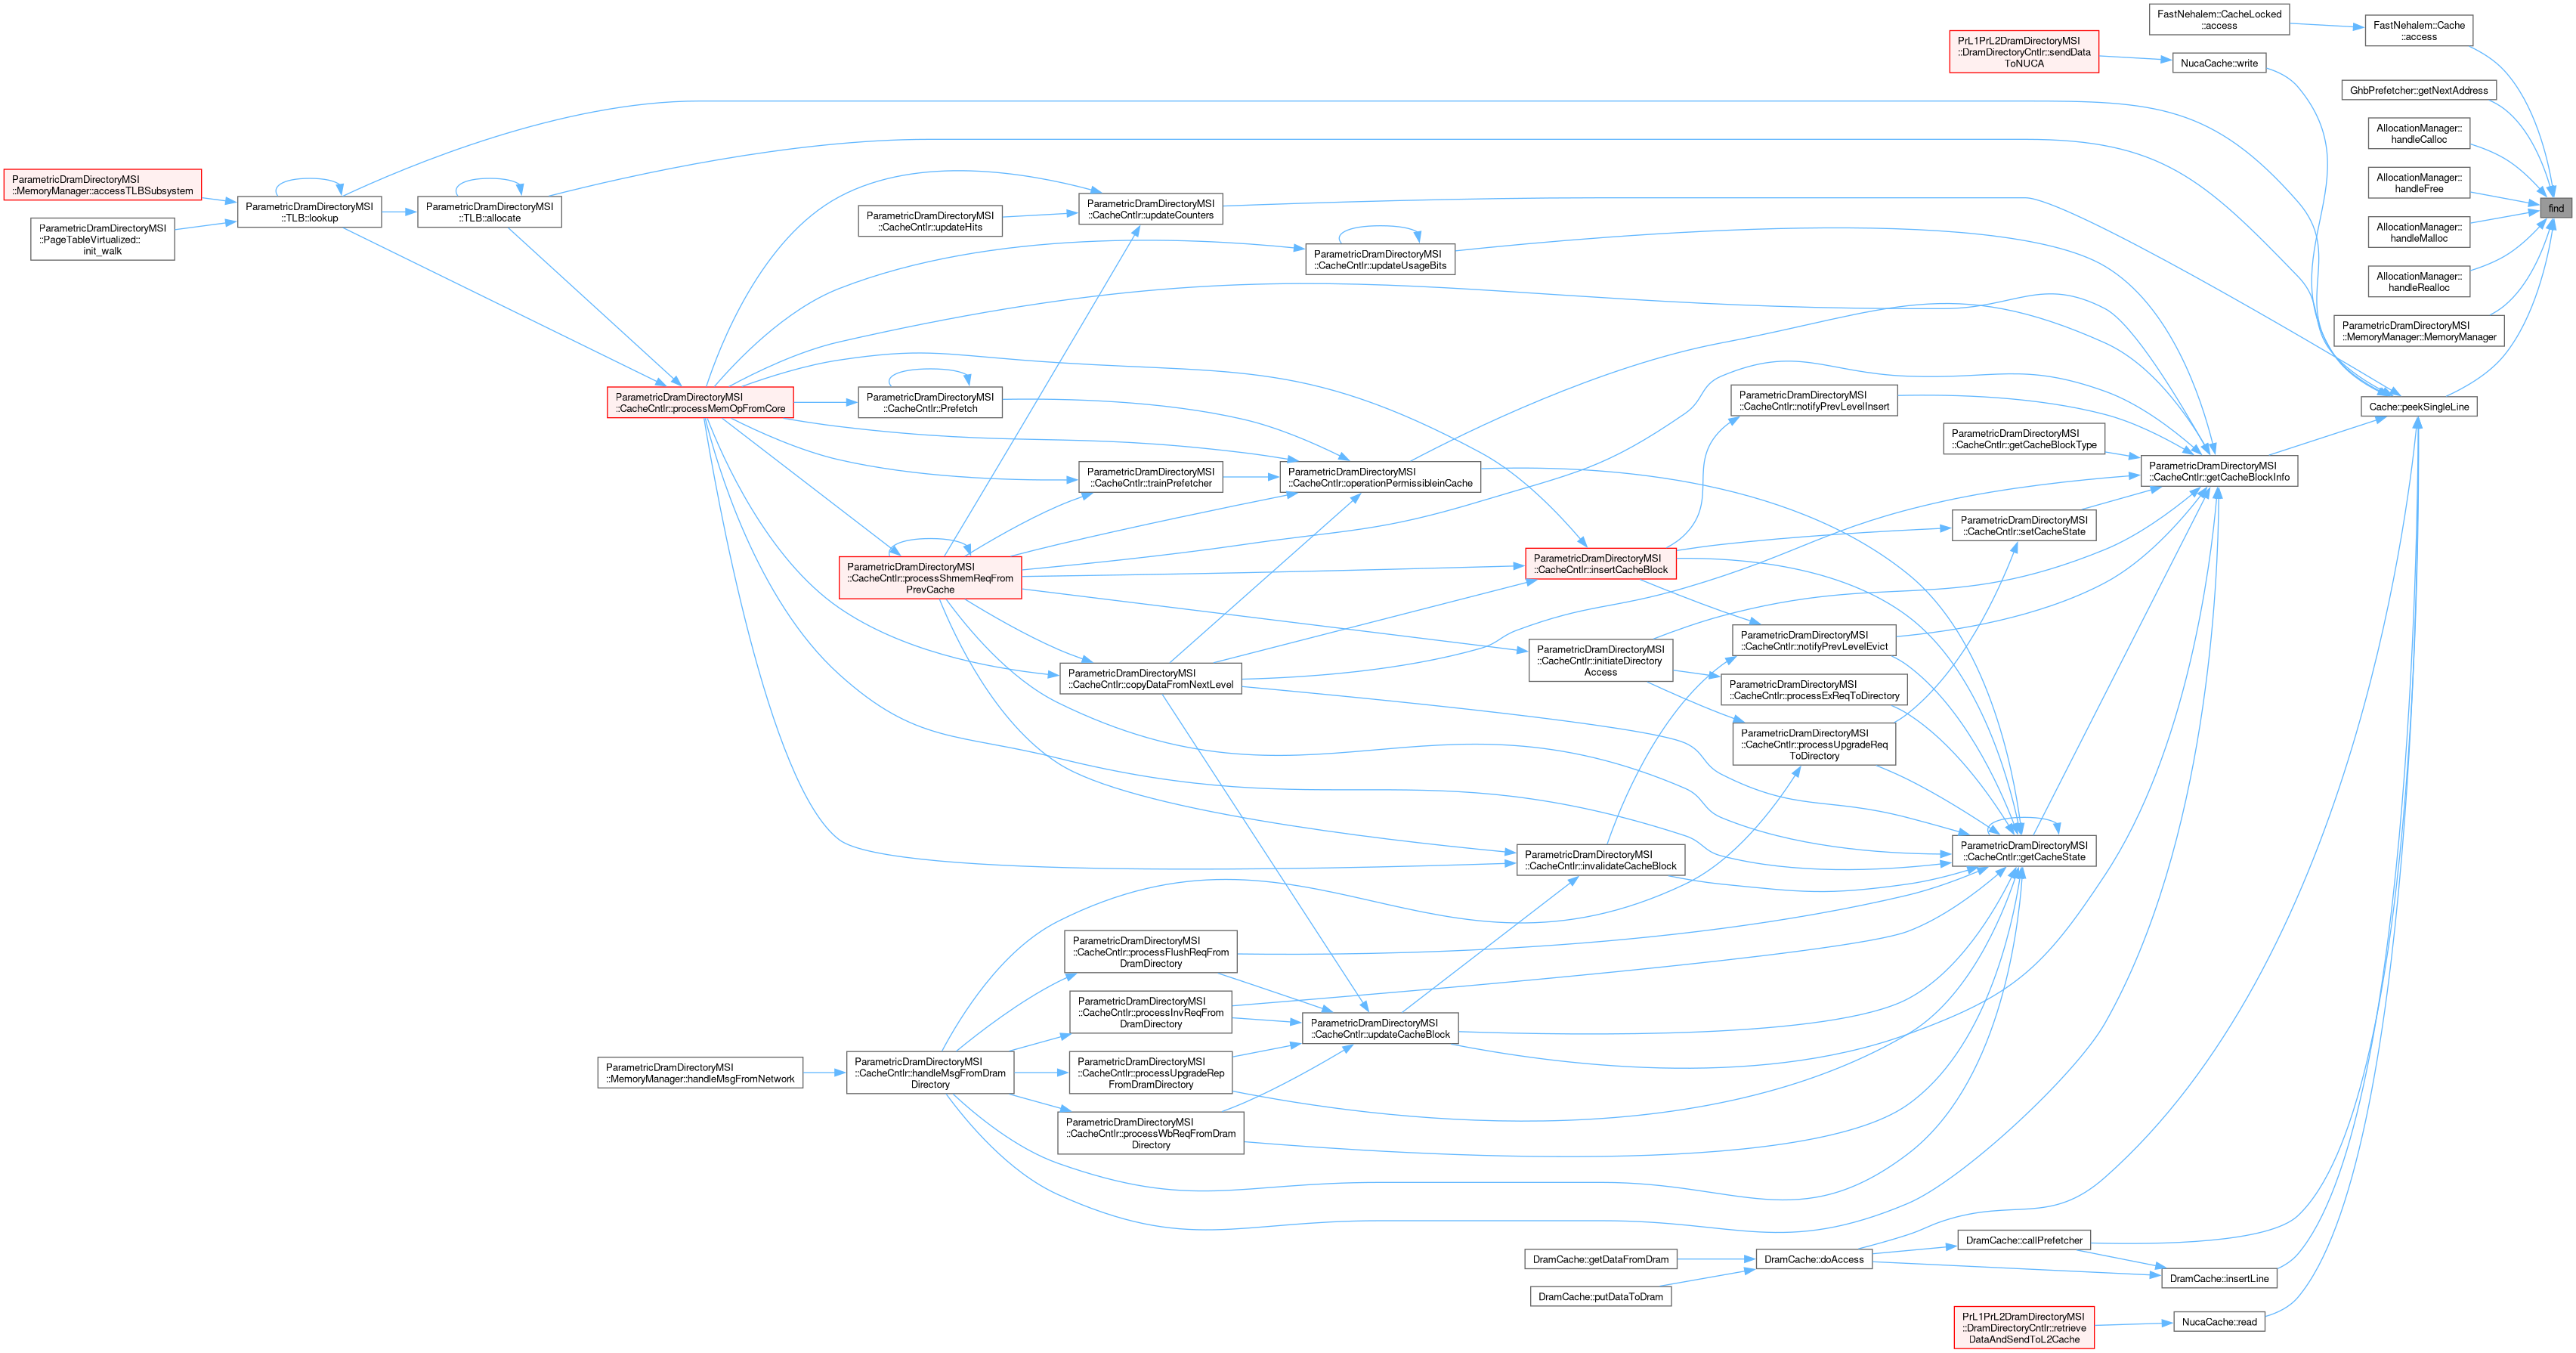 FastNehalem::CacheLocked
::access
FastNehalem::Cache
::access
PrL1PrL2DramDirectoryMSI
::DramDirectoryCntlr::sendData
ToNUCA
NucaCache::write
GhbPrefetcher::getNextAddress
AllocationManager::
handleCalloc
AllocationManager::
handleFree
find
AllocationManager::
handleMalloc
AllocationManager::
handleRealloc
ParametricDramDirectoryMSI
::MemoryManager::MemoryManager
ParametricDramDirectoryMSI
::MemoryManager::accessTLBSubsystem
ParametricDramDirectoryMSI
::PageTableVirtualized::
init_walk
ParametricDramDirectoryMSI
::TLB::lookup
ParametricDramDirectoryMSI
::TLB::allocate
ParametricDramDirectoryMSI
::CacheCntlr::updateHits
ParametricDramDirectoryMSI
::CacheCntlr::updateCounters
ParametricDramDirectoryMSI
::CacheCntlr::updateUsageBits
ParametricDramDirectoryMSI
::CacheCntlr::processMemOpFromCore
ParametricDramDirectoryMSI
::CacheCntlr::Prefetch
ParametricDramDirectoryMSI
::CacheCntlr::notifyPrevLevelInsert
Cache::peekSingleLine
ParametricDramDirectoryMSI
::CacheCntlr::getCacheBlockType
ParametricDramDirectoryMSI
::CacheCntlr::getCacheBlockInfo
ParametricDramDirectoryMSI
::CacheCntlr::trainPrefetcher
ParametricDramDirectoryMSI
::CacheCntlr::operationPermissibleinCache
ParametricDramDirectoryMSI
::CacheCntlr::setCacheState
ParametricDramDirectoryMSI
::CacheCntlr::processShmemReqFrom
PrevCache
ParametricDramDirectoryMSI
::CacheCntlr::insertCacheBlock
ParametricDramDirectoryMSI
::CacheCntlr::copyDataFromNextLevel
ParametricDramDirectoryMSI
::CacheCntlr::initiateDirectory
Access
ParametricDramDirectoryMSI
::CacheCntlr::notifyPrevLevelEvict
ParametricDramDirectoryMSI
::CacheCntlr::processExReqToDirectory
ParametricDramDirectoryMSI
::CacheCntlr::processUpgradeReq
ToDirectory
ParametricDramDirectoryMSI
::CacheCntlr::invalidateCacheBlock
ParametricDramDirectoryMSI
::CacheCntlr::getCacheState
ParametricDramDirectoryMSI
::CacheCntlr::processFlushReqFrom
DramDirectory
ParametricDramDirectoryMSI
::CacheCntlr::processInvReqFrom
DramDirectory
ParametricDramDirectoryMSI
::CacheCntlr::updateCacheBlock
ParametricDramDirectoryMSI
::MemoryManager::handleMsgFromNetwork
ParametricDramDirectoryMSI
::CacheCntlr::handleMsgFromDram
Directory
ParametricDramDirectoryMSI
::CacheCntlr::processUpgradeRep
FromDramDirectory
ParametricDramDirectoryMSI
::CacheCntlr::processWbReqFromDram
Directory
DramCache::getDataFromDram
DramCache::doAccess
DramCache::callPrefetcher
DramCache::putDataToDram
DramCache::insertLine
PrL1PrL2DramDirectoryMSI
::DramDirectoryCntlr::retrieve
DataAndSendToL2Cache
NucaCache::read